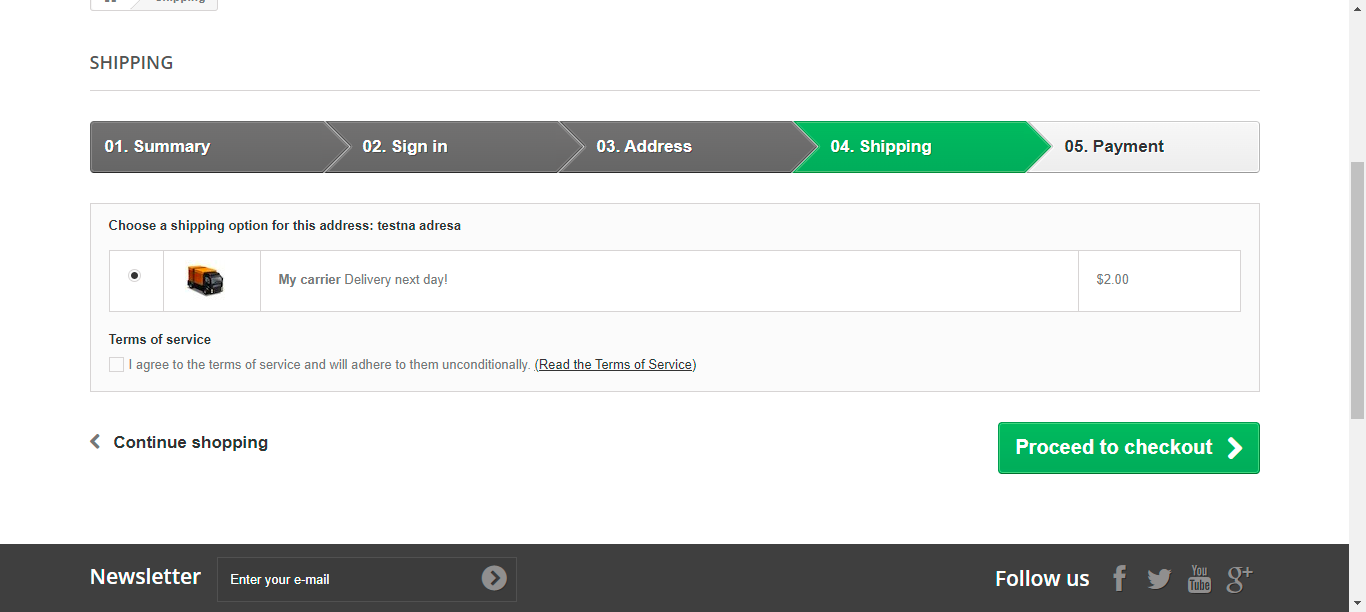 Shipping
SHIPPING
01. Summary
02. Sign in
03. Address
04. Shipping
05. Payment
Choose a shipping option for this address: testna adresa
My carrier Delivery next day!
$2.00
Terms of service
I agree to the terms of service and will adhere to them unconditionally. (Read the Terms of Service)
Continue shopping
Proceed to checkout
Newsletter
Enter your e-mail
Follow us
You
Tube
g+